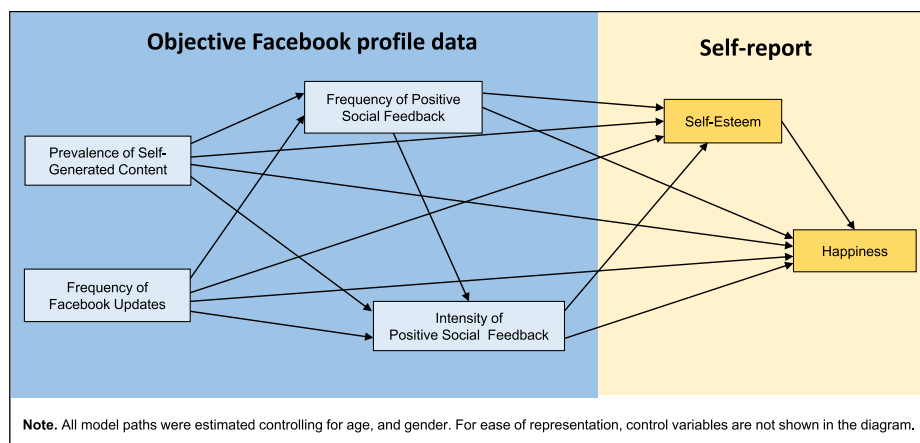 Objective Facebook profile data
Self-report
Frequency of Positive
Social Feedback
Self-Esteem
Prevalence of Self-
Generated Content
Happiness
Frequency of
Facebook Updates
Intensity of
Positive Social Feedback
Note. All model paths were estimated controlling for age, and gender. For ease of representation, control variables are not shown in the diagram.